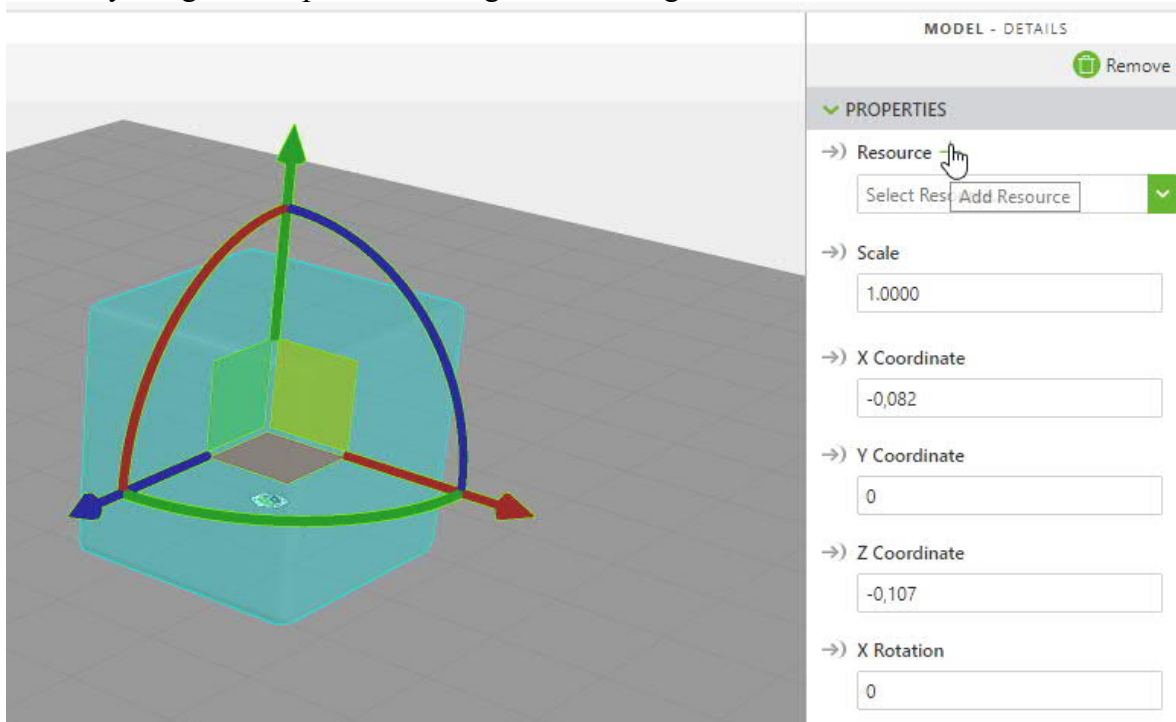 MODEL - DETAILS
Remove
PROPERTIES
Resource
Select
Add Resource
Scale
1.0000
X Coordinate
-0,082
Y Coordinate
0
Z Coordinate
-0,107
X Rotation
0